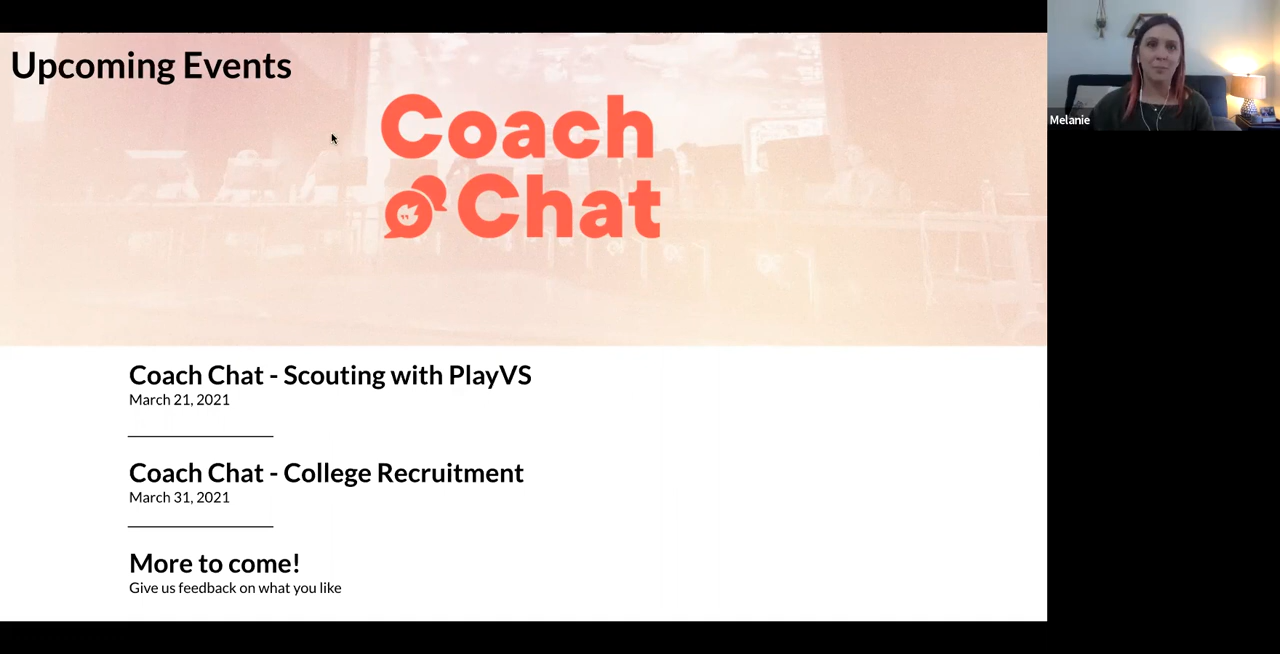 Upcoming Events
Coach
Chat
Melanie
Coach Chat - Scouting with PlayVS
March 21, 2021
Coach Chat - College Recruitment
March 31, 2021
More to come!
Give us feedback on what you like